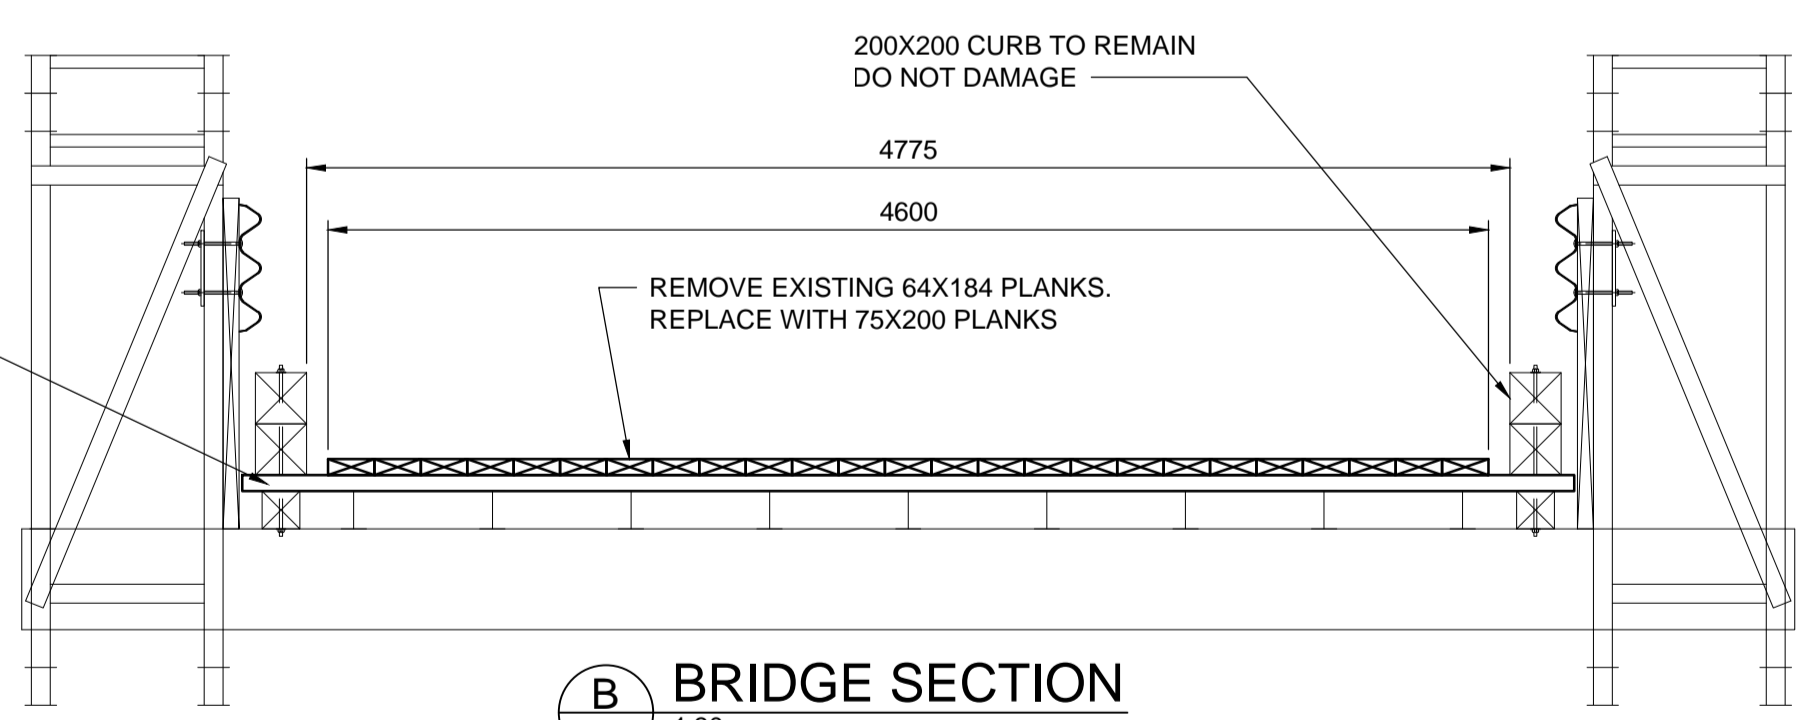 200X200 CURB TO REMAIN
DO NOT DAMAGE
4775
4600
REMOVE EXISTING 64X184 PLANKS.
REPLACE WITH 75X200 PLANKS
B
BRIDGE SECTION